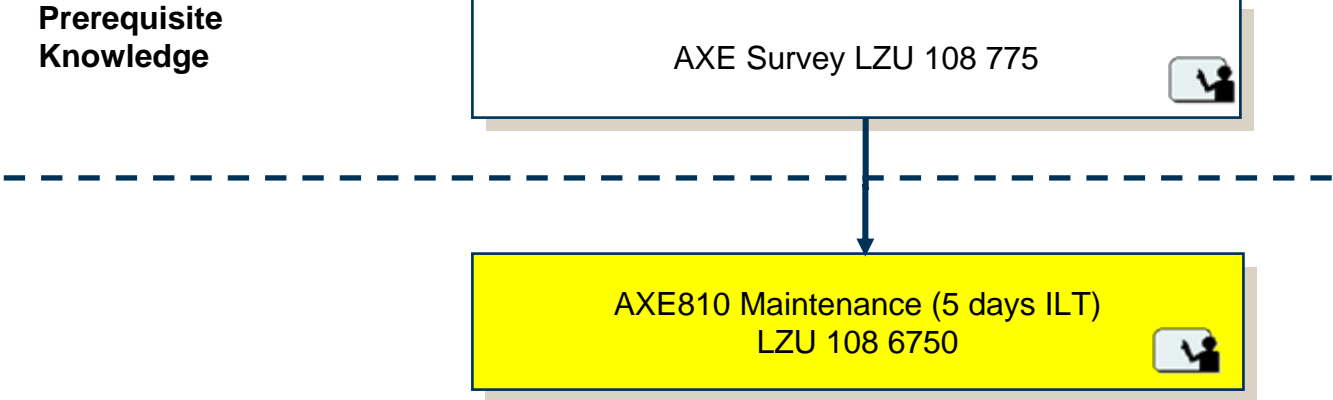 Prerequisite
Knowledge
AXE Survey LZU 108 775
AXE810 Maintenance (5 days ILT)
LZU 108 6750